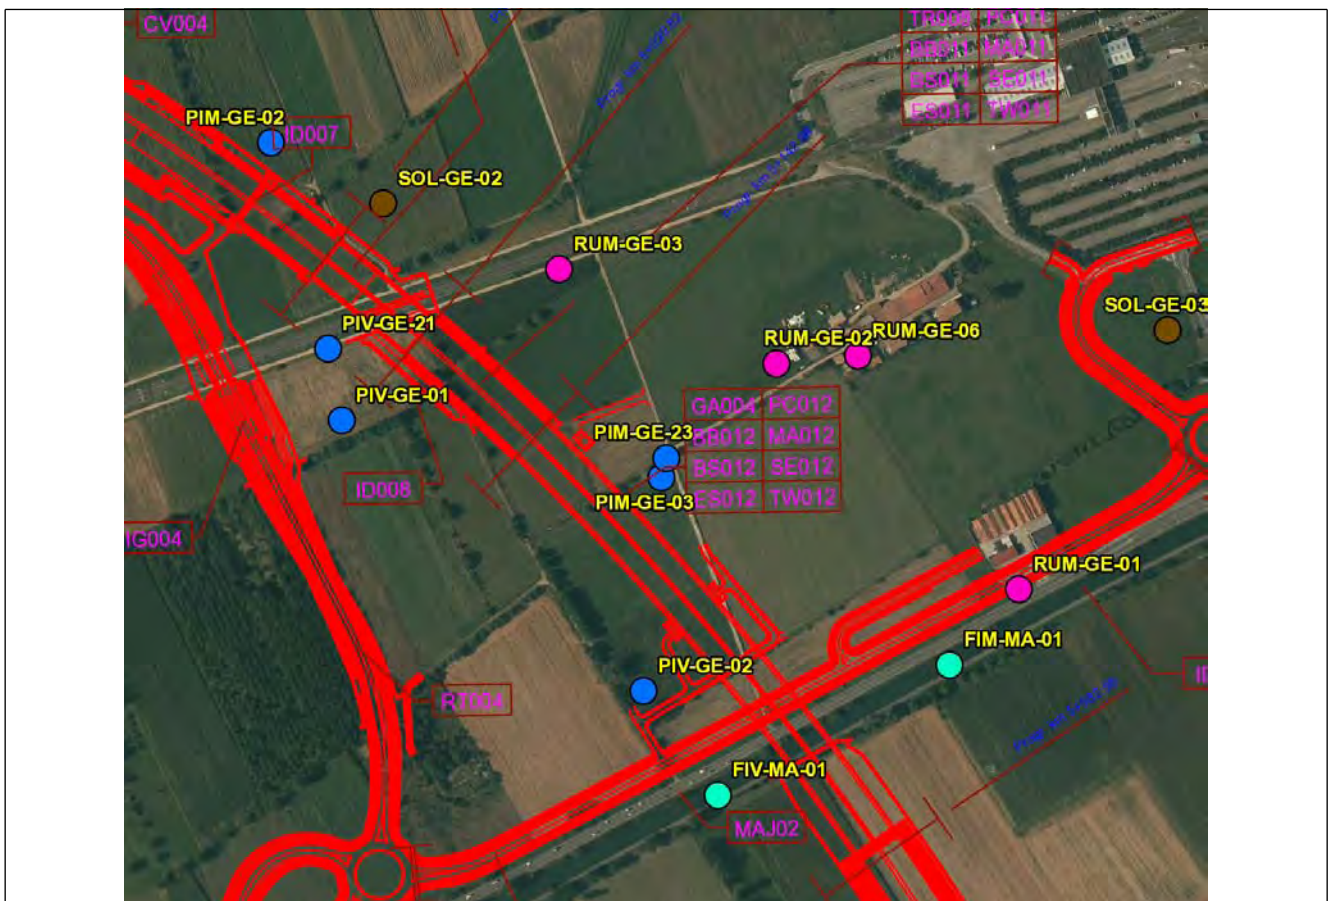 CV004
TR008 PC011
BB011 MA011
BS011 SE011
ES011 TW011
PIM-GE-02
ID007
SOL-GE-02
RUM-GE-03
SOL-GE-03
PIV-GE-21
RUM-GE-02
RUM-GE-06
PIV-GE-01
GA004 PC012
PIM-GE-23
BB012 MA012
BS012 SE012
ID008
PIM-GE-03
ES012 TW012
IG004
RUM-GE-01
FIM-MA-01
PIV-GE-02
RT004
FIV-MA-01
MAJ02